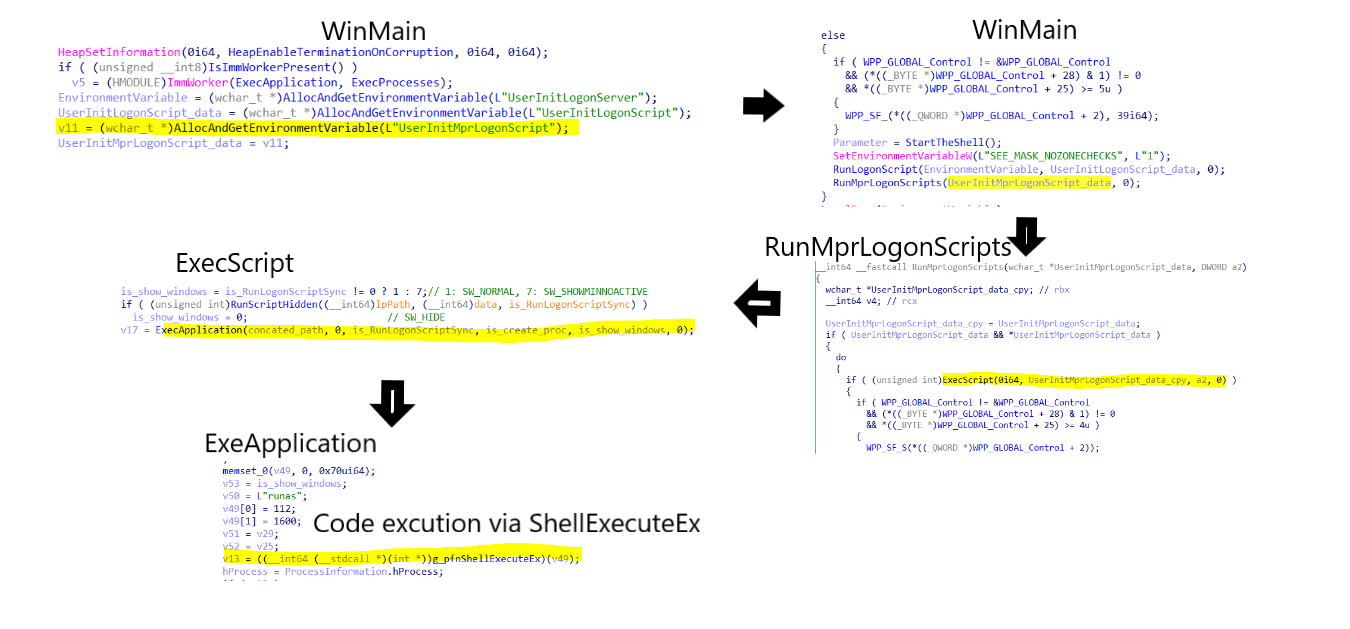 WinMain
HeapSetInformation(0i64, HeapEnableTerminationOnCorruption, 0i64, 0i64);
if ( (unsigned __int8)IsImmWorkerPresent() )
v5 = (HMODULE)ImmWorker(ExecApplication, ExecProcesses);
EnvironmentVariable = (wchar_t *)AllocAndGetEnvironmentVariable(L"UserInitLogonServer");
UserInitLogonScript_data = (wchar_t *)AllocAndGetEnvironmentVariable(L"UserInitLogonScript");
v11 = (wchar_t *)AllocAndGetEnvironmentVariable(L"UserInitMprLogonScript");
UserInitMprLogonScript_data = v11;
WinMain
else
{
if ( WPP_GLOBAL_Control != &WPP_GLOBAL_Control
&& (*((_BYTE *)WPP_GLOBAL_Control + 28) & 1) != 0
&& *((_BYTE *)WPP_GLOBAL_Control + 25) >= 5u )
{
WPP_SF_(*((_QWORD *)WPP_GLOBAL_Control + 2), 39i64);
}
Parameter = StartTheShell();
SetEnvironmentVariableW(L"SEE_MASK_NOZONECHECKS", L"1");
RunLogonScript(EnvironmentVariable, UserInitLogonScript_data, 0);
RunMprLogonScripts(UserInitMprLogonScript_data, 0);
}
RunMprLogonScripts
__int64 __fastcall RunMprLogonScripts(wchar_t *UserInitMprLogonScript_data, DWORD a2)
{
wchar_t *UserInitMprLogonScript_data_cpy; // rbx
__int64 v4; // rcx
UserInitMprLogonScript_data_cpy = UserInitMprLogonScript_data;
if ( UserInitMprLogonScript_data && *UserInitMprLogonScript_data )
{
do
{
if ( (unsigned int)ExecScript(0i64, UserInitMprLogonScript_data_cpy, a2, 0) )
{
if ( WPP_GLOBAL_Control != &WPP_GLOBAL_Control
&& (*((_BYTE *)WPP_GLOBAL_Control + 28) & 1) != 0
&& *((_BYTE *)WPP_GLOBAL_Control + 25) >= 4u )
{
WPP_SF_S(*((_QWORD *)WPP_GLOBAL_Control + 2));
ExecScript
is_show_windows = is_RunLogonScriptSync != 0 ? 1 : 7;// 1: SW_NORMAL, 7: SW_SHOWMINNOACTIVE
if ( (unsigned int)RunScriptHidden((__int64)lpPath, (__int64)data, is_RunLogonScriptSync) )
is_show_windows = 0; // SW_HIDE
v17 = ExecApplication(concated_path, 0, is_RunLogonScriptSync, is_create_proc, is_show_windows, 0);
ExeApplication
memset_0(v49, 0, 0x70ui64);
v53 = is_show_windows;
v50 = L"runas";
v49[0] = 112;
v49[1] = 1600;
Code excution via ShellExecuteEx
v51 = v29;
v52 = v25;
v13 = ((__int64 (__stdcall *)(int *))g_pfnShellExecuteEx)(v49);
hProcess = ProcessInformation.hProcess;